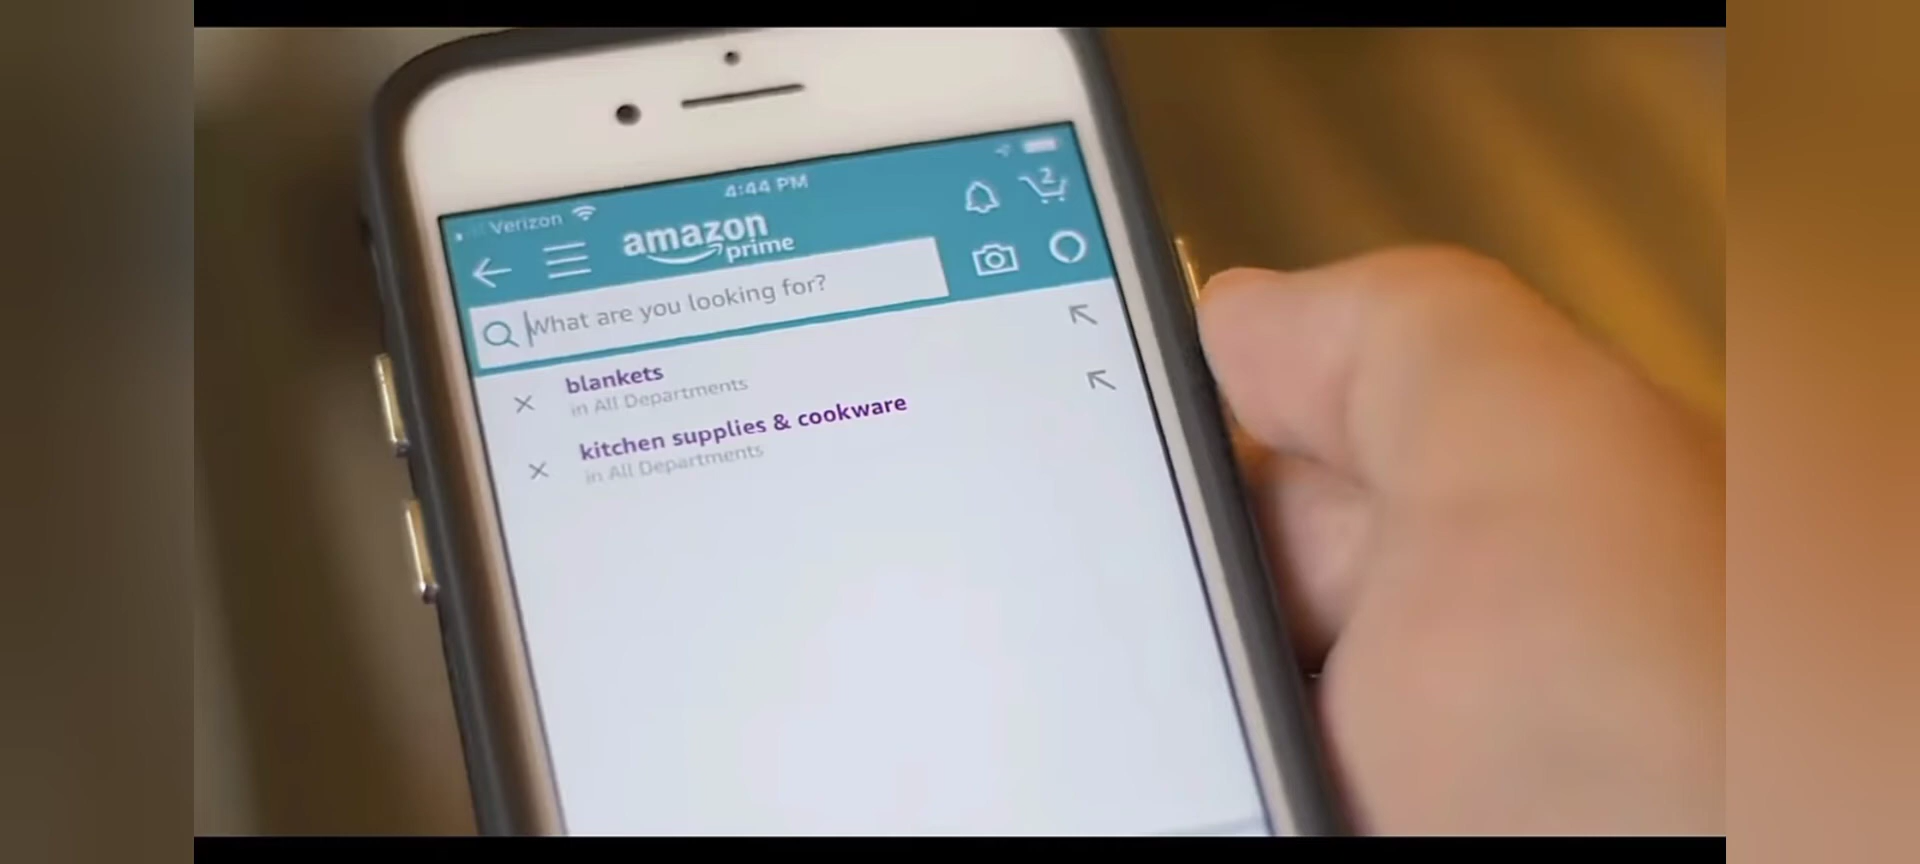 Verizon
4:44 PM
2
amazon
prime
What are you looking for?
blankets
in All Departments
kitchen supplies & cookware
in All Departments